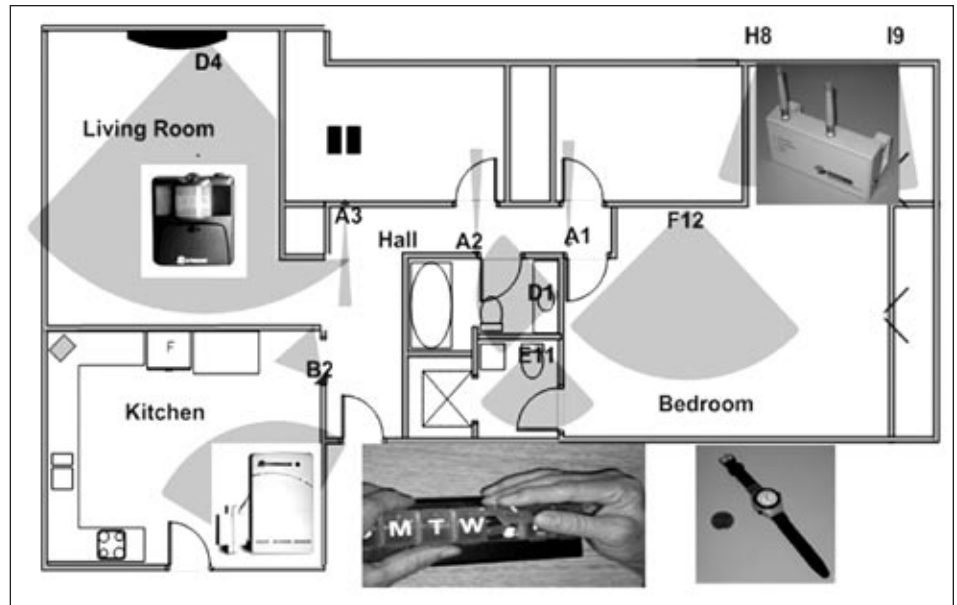 H8
I9
D4
Living Room
A3
Hall
A2
A1
F12
D1
F
B2
E11
Kitchen
Bedroom
M T W